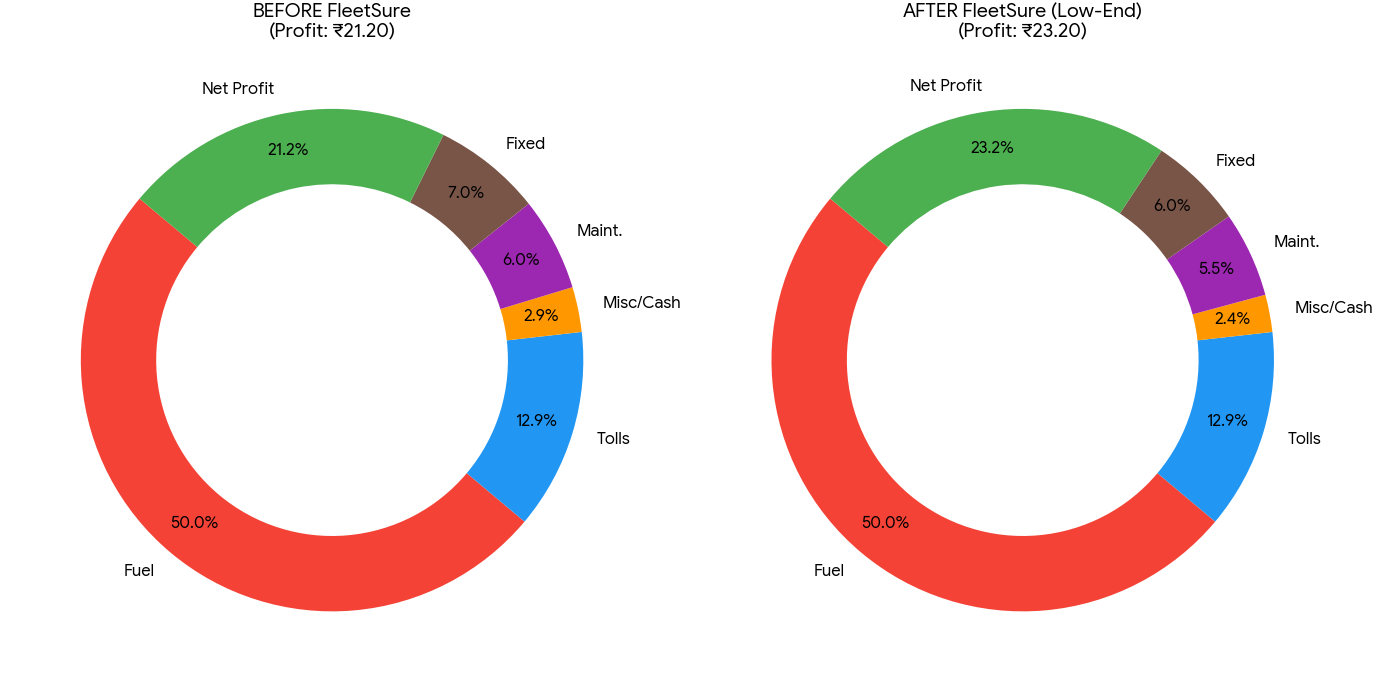 BEFORE FleetSure
(Profit: ₹21.20)
Net Profit
21.2%
Fixed
7.0%
Maint.
6.0%
Misc/Cash
2.9%
12.9%
Tolls
50.0%
Fuel
AFTER FleetSure (Low-End)
(Profit: ₹23.20)
Net Profit
23.2%
Fixed
6.0%
Maint.
5.5%
Misc/Cash
2.4%
12.9%
Tolls
50.0%
Fuel